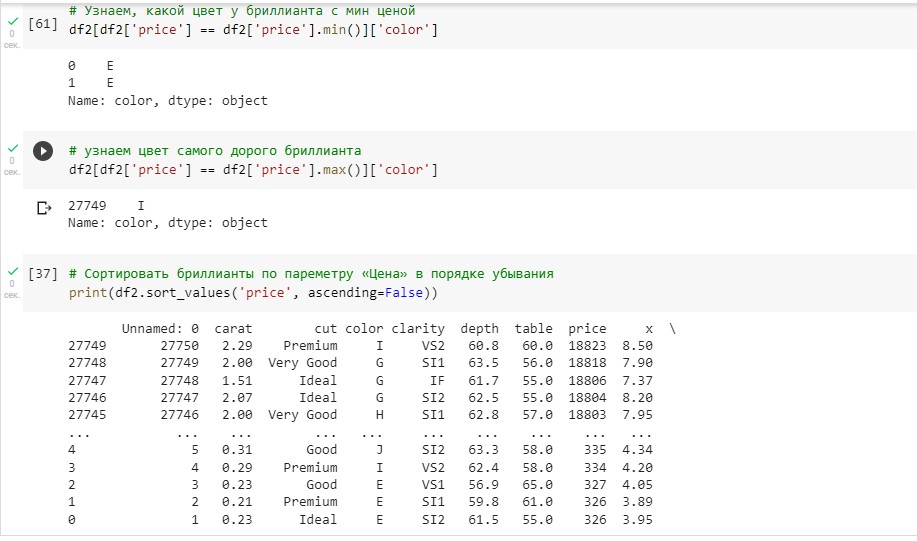 # Узнаем, какой цвет у бриллианта с мин ценой
[61] df2[df2['price'] == df2['price'].min()]['color']
0
сек.
0    E
1    E
Name: color, dtype: object
# узнаем цвет самого дорого бриллианта
0 df2[df2['price'] == df2['price'].max()]['color']
сек.
27749    I
Name: color, dtype: object
[37] # Сортировать бриллианты по пареметру «Цена» в порядке убывания
0 print(df2.sort_values('price', ascending=False))
сек.
Unnamed: 0  carat        cut color clarity  depth  table  price     x  \
27749       27750   2.29    Premium     I     VS2   60.8   60.0  18823  8.50
27748       27749   2.00  Very Good     G     SI1   63.5   56.0  18818  7.90
27747       27748   1.51      Ideal     G      IF   61.7   55.0  18806  7.37
27746       27747   2.07      Ideal     G     SI2   62.5   55.0  18804  8.20
27745       27746   2.00  Very Good     H     SI1   62.8   57.0  18803  7.95
...           ...    ...        ...   ...     ...    ...    ...    ...   ...
4               5   0.31       Good     J     SI2   63.3   58.0    335  4.34
3               4   0.29    Premium     I     VS2   62.4   58.0    334  4.20
2               3   0.23       Good     E     VS1   56.9   65.0    327  4.05
1               2   0.21    Premium     E     SI1   59.8   61.0    326  3.89
0               1   0.23      Ideal     E     SI2   61.5   55.0    326  3.95